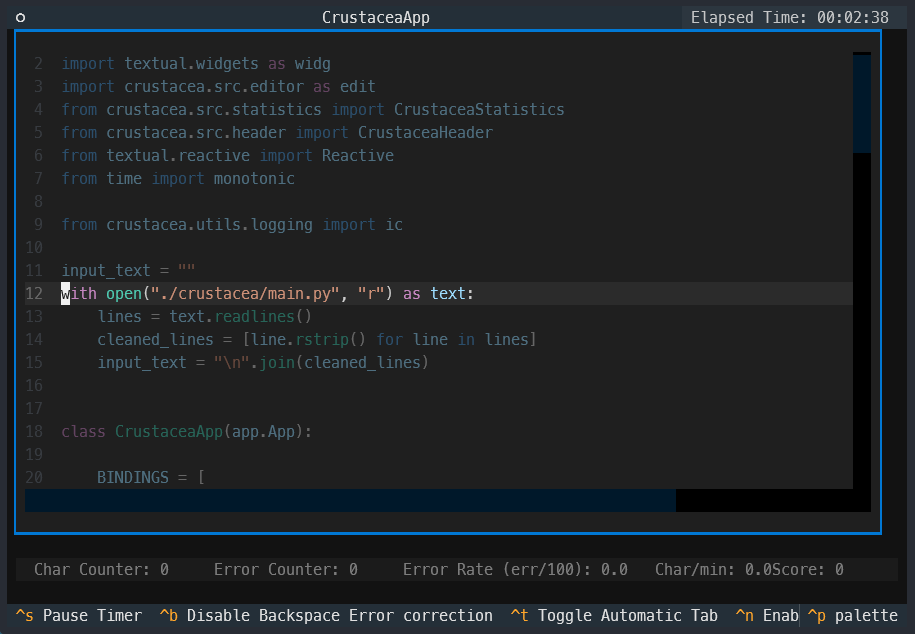 CrustaceaApp Elapsed Time: 00:02:38
2 import textual.widgets as widg
3 import crustacea.src.editor as edit
4 from crustacea.src.statistics import CrustaceaStatistics
5 from crustacea.src.header import CrustaceaHeader
6 from textual.reactive import Reactive
7 from time import monotonic
8
9 from crustacea.utils.logging import ic
10
11 input_text = ""
12 with open("./crustacea/main.py", "r") as text:
13     lines = text.readlines()
14     cleaned_lines = [line.rstrip() for line in lines]
15     input_text = "\n".join(cleaned_lines)
16
17
18 class CrustaceaApp(app.App):
19
20     BINDINGS = [
Char Counter: 0 Error Counter: 0 Error Rate (err/100): 0.0 Char/min: 0.0Score: 0
^s Pause Timer ^b Disable Backspace Error correction ^t Toggle Automatic Tab ^n Enab ^p palette